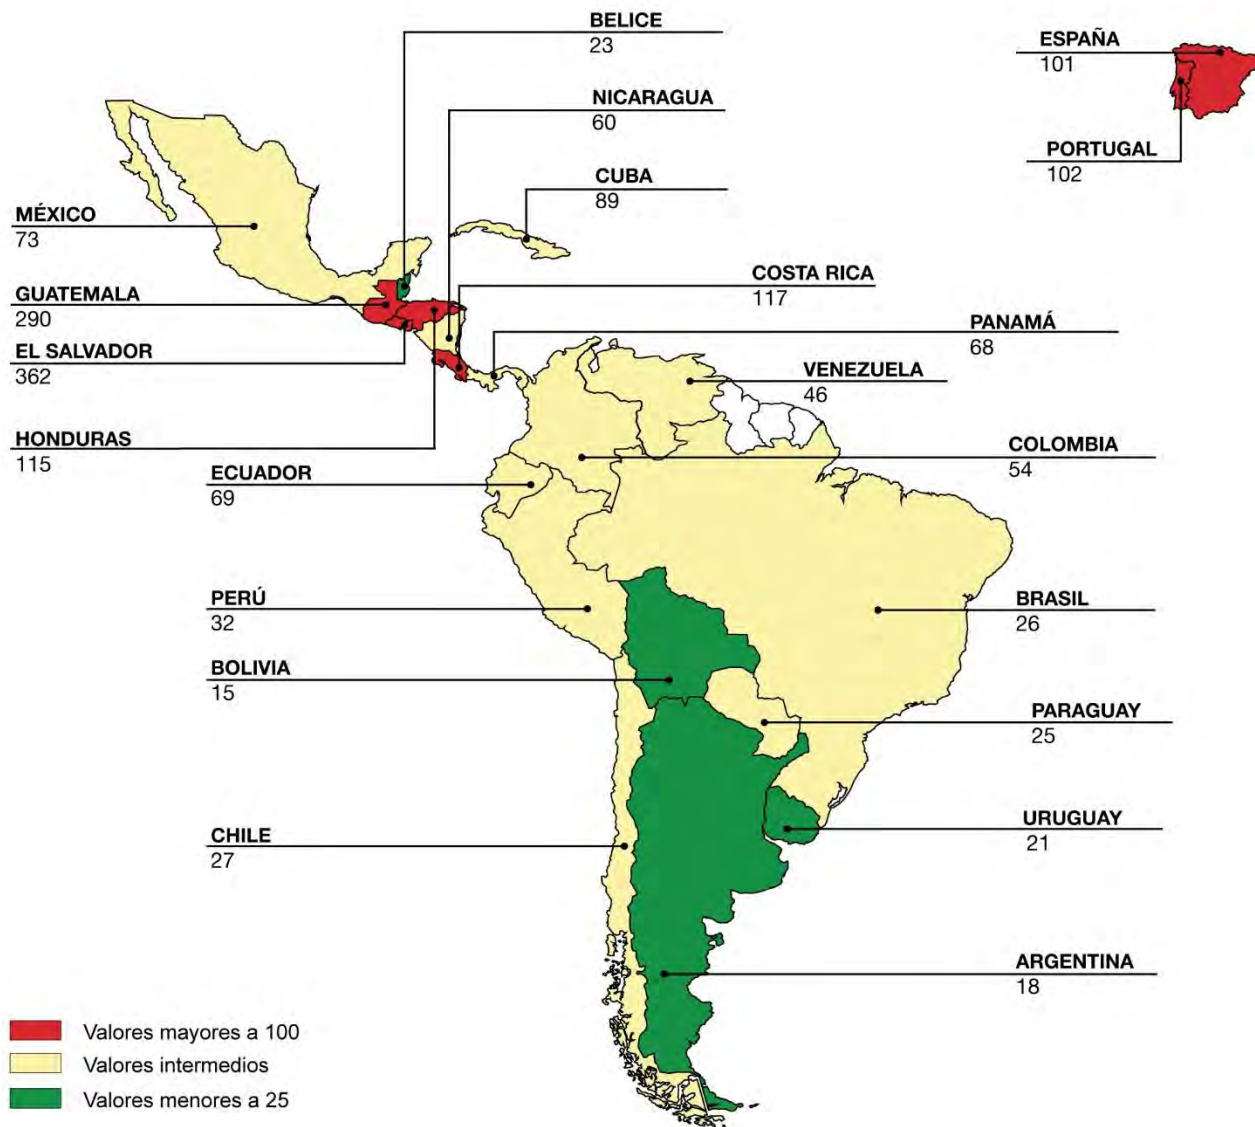 BELICE
23
ESPAÑA
101
NICARAGUA
60
PORTUGAL
102
CUBA
89
MÉXICO
73
COSTA RICA
117
GUATEMALA
290
PANAMÁ
68
EL SALVADOR
362
VENEZUELA
46
HONDURAS
115
COLOMBIA
54
ECUADOR
69
PERÚ
32
BRASIL
26
BOLIVIA
15
PARAGUAY
25
URUGUAY
21
CHILE
27
ARGENTINA
18
Valores mayores a 100
Valores intermedios
Valores menores a 25